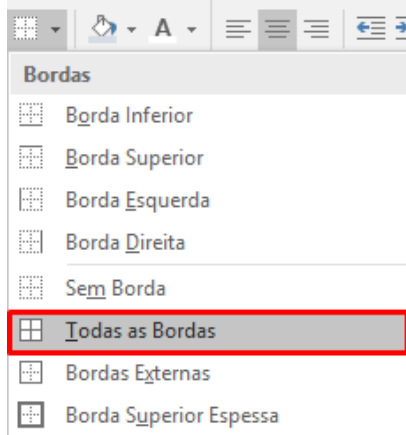 A
Bordas
Borda Inferior
Borda Superior
Borda Esquerda
Borda Direita
Sem Borda
Todas as Bordas
Bordas Externas
Borda Superior Espessa